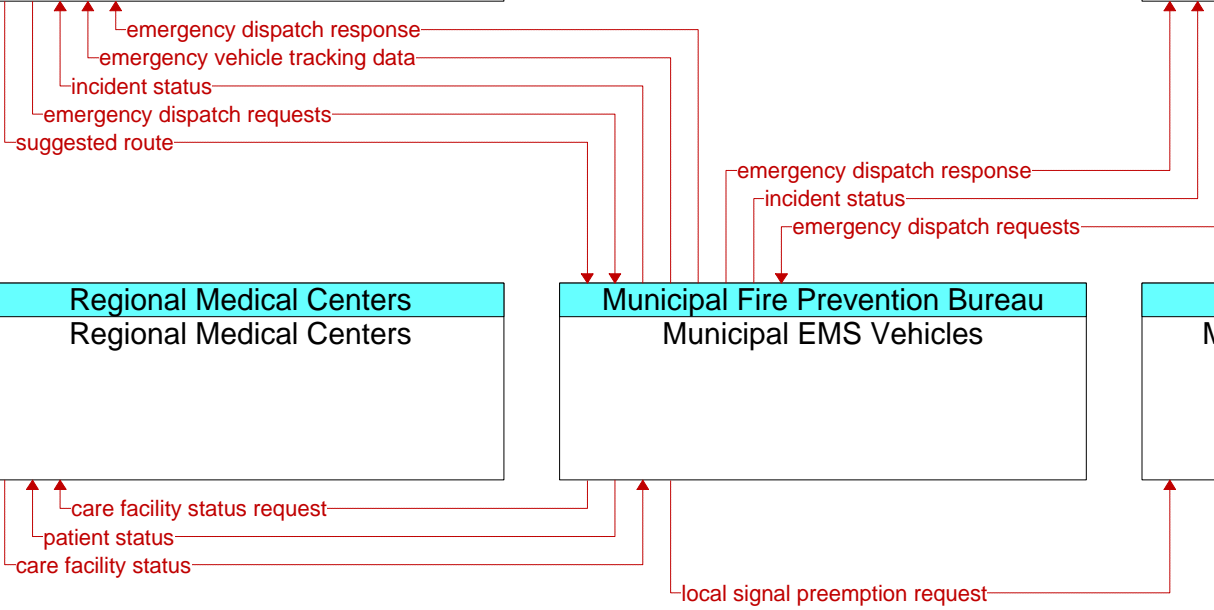 emergency dispatch response
emergency vehicle tracking data
incident status
emergency dispatch requests
suggested route
emergency dispatch response
incident status
emergency dispatch requests
Regional Medical Centers
Regional Medical Centers
Municipal Fire Prevention Bureau
Municipal EMS Vehicles
care facility status request
patient status
care facility status
local signal preemption request